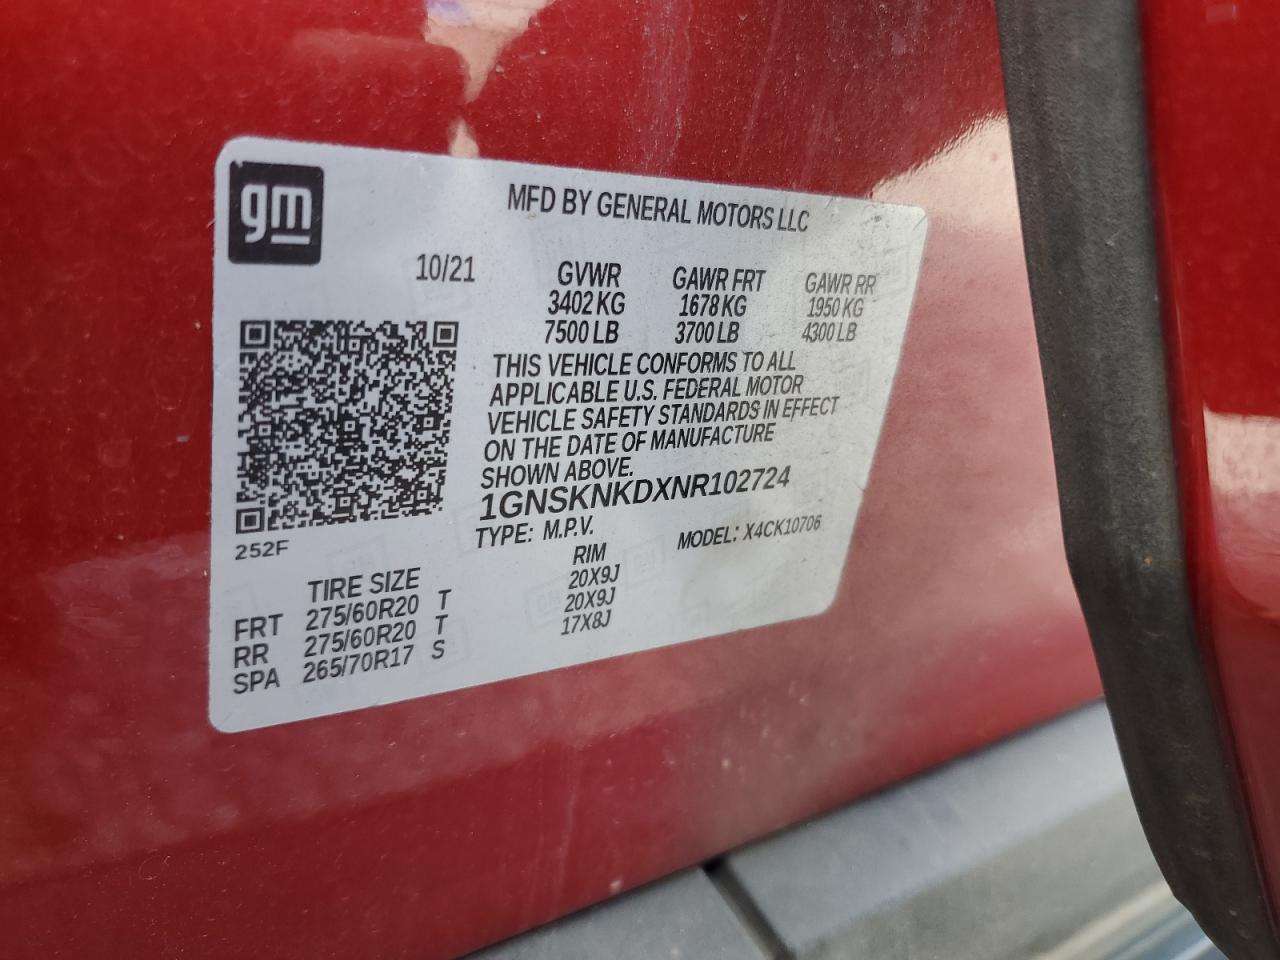 gm
MFD BY GENERAL MOTORS LLC
10/21
GVWR GAWR FRT GAWR RR
3402 KG 1678 KG 1950 KG
7500 LB 3700 LB 4300 LB
THIS VEHICLE CONFORMS TO ALL
APPLICABLE U.S. FEDERAL MOTOR
VEHICLE SAFETY STANDARDS IN EFFECT
ON THE DATE OF MANUFACTURE
SHOWN ABOVE.
1GNSKNKDXNR102724
TYPE: M.P.V. MODEL: X4CK10706
252F
TIRE SIZE RIM
FRT 275/60R20 T 20X9J
RR 275/60R20 T 20X9J
SPA 265/70R17 S 17X8J